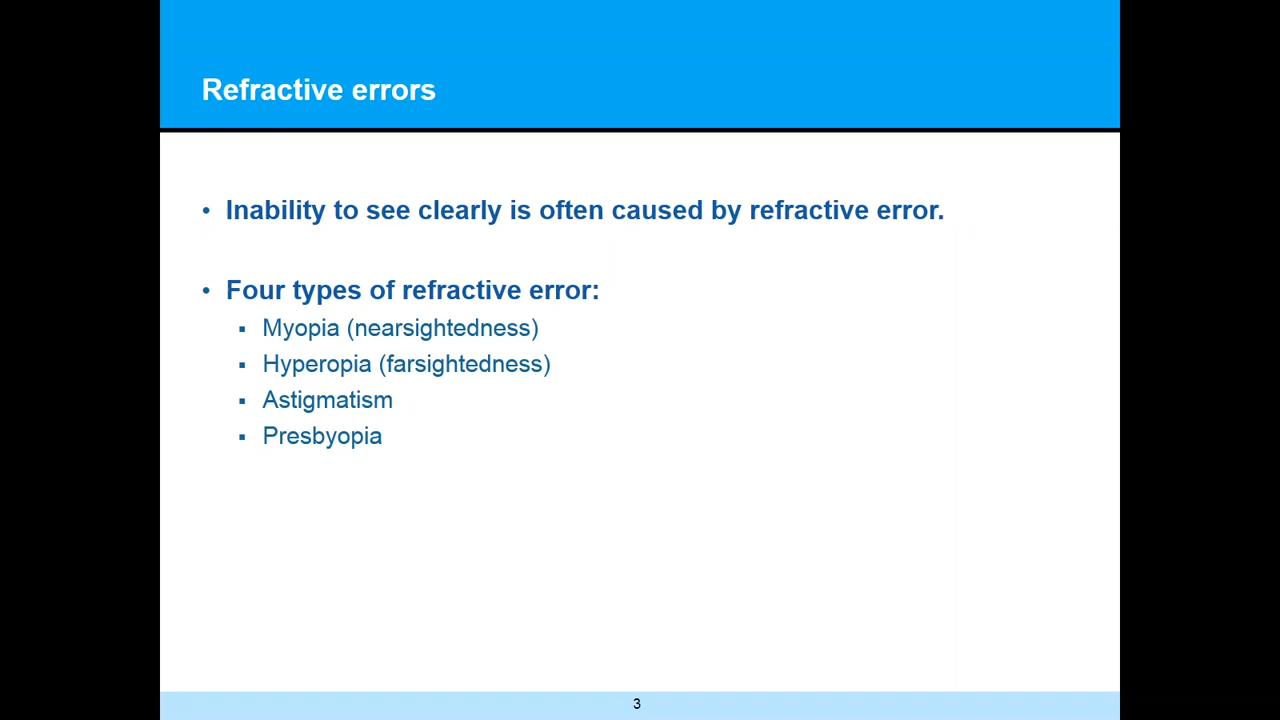 Refractive errors
• Inability to see clearly is often caused by refractive error.
• Four types of refractive error:
▪ Myopia (nearsightedness)
▪ Hyperopia (farsightedness)
▪ Astigmatism
▪ Presbyopia
3